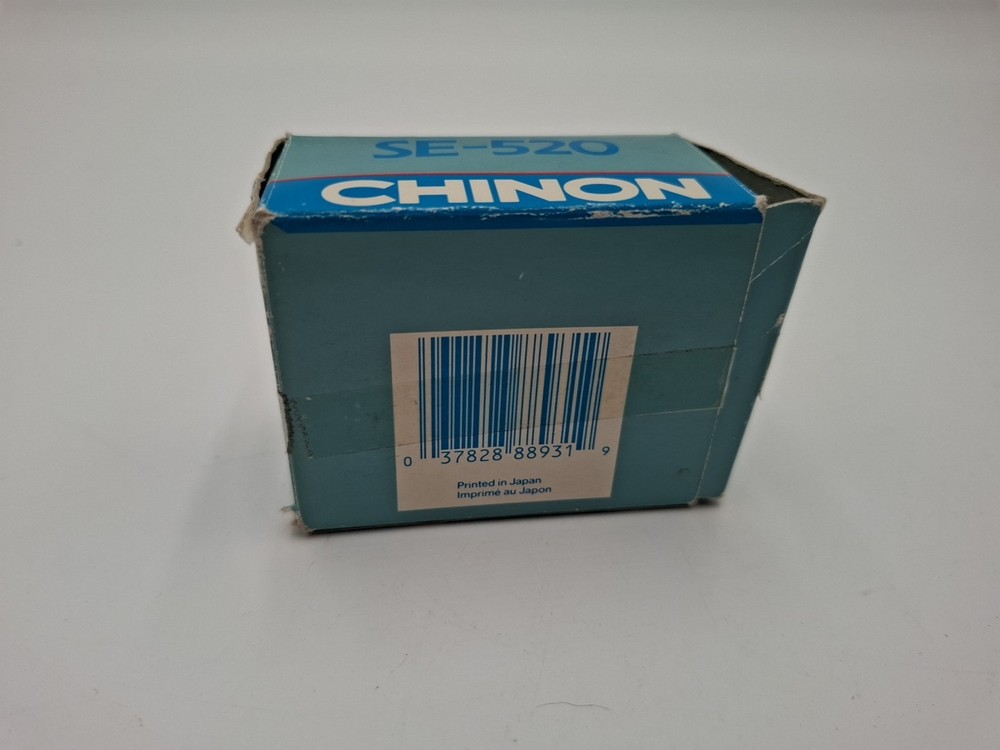 SE-520
CHINON
0 37828 88931 9
Printed in Japan
Imprimé au Japon